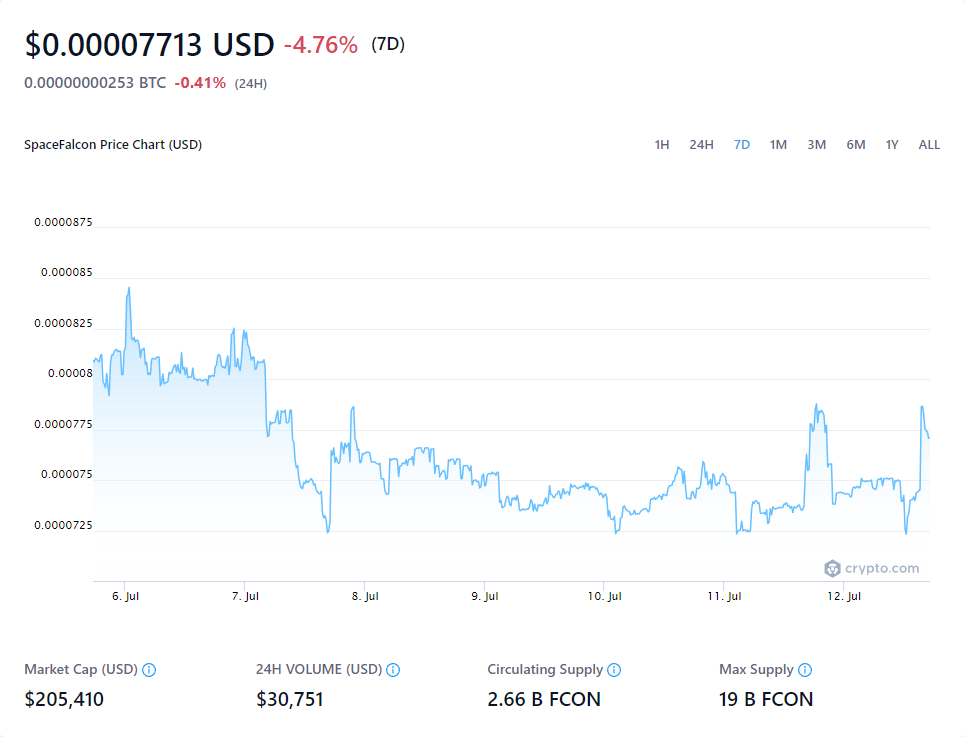 $0.00007713 USD -4.76% (7D)
0.00000000253 BTC -0.41% (24H)
SpaceFalcon Price Chart (USD) 1H 24H 7D 1M 3M 6M 1Y ALL
0.0000875
0.000085
0.0000825
0.00008
0.0000775
0.000075
0.0000725
crypto.com
6. Jul 7. Jul 8. Jul 9. Jul 10. Jul 11. Jul 12. Jul
Market Cap (USD) 24H VOLUME (USD) Circulating Supply Max Supply
$205,410 $30,751 2.66 B FCON 19 B FCON